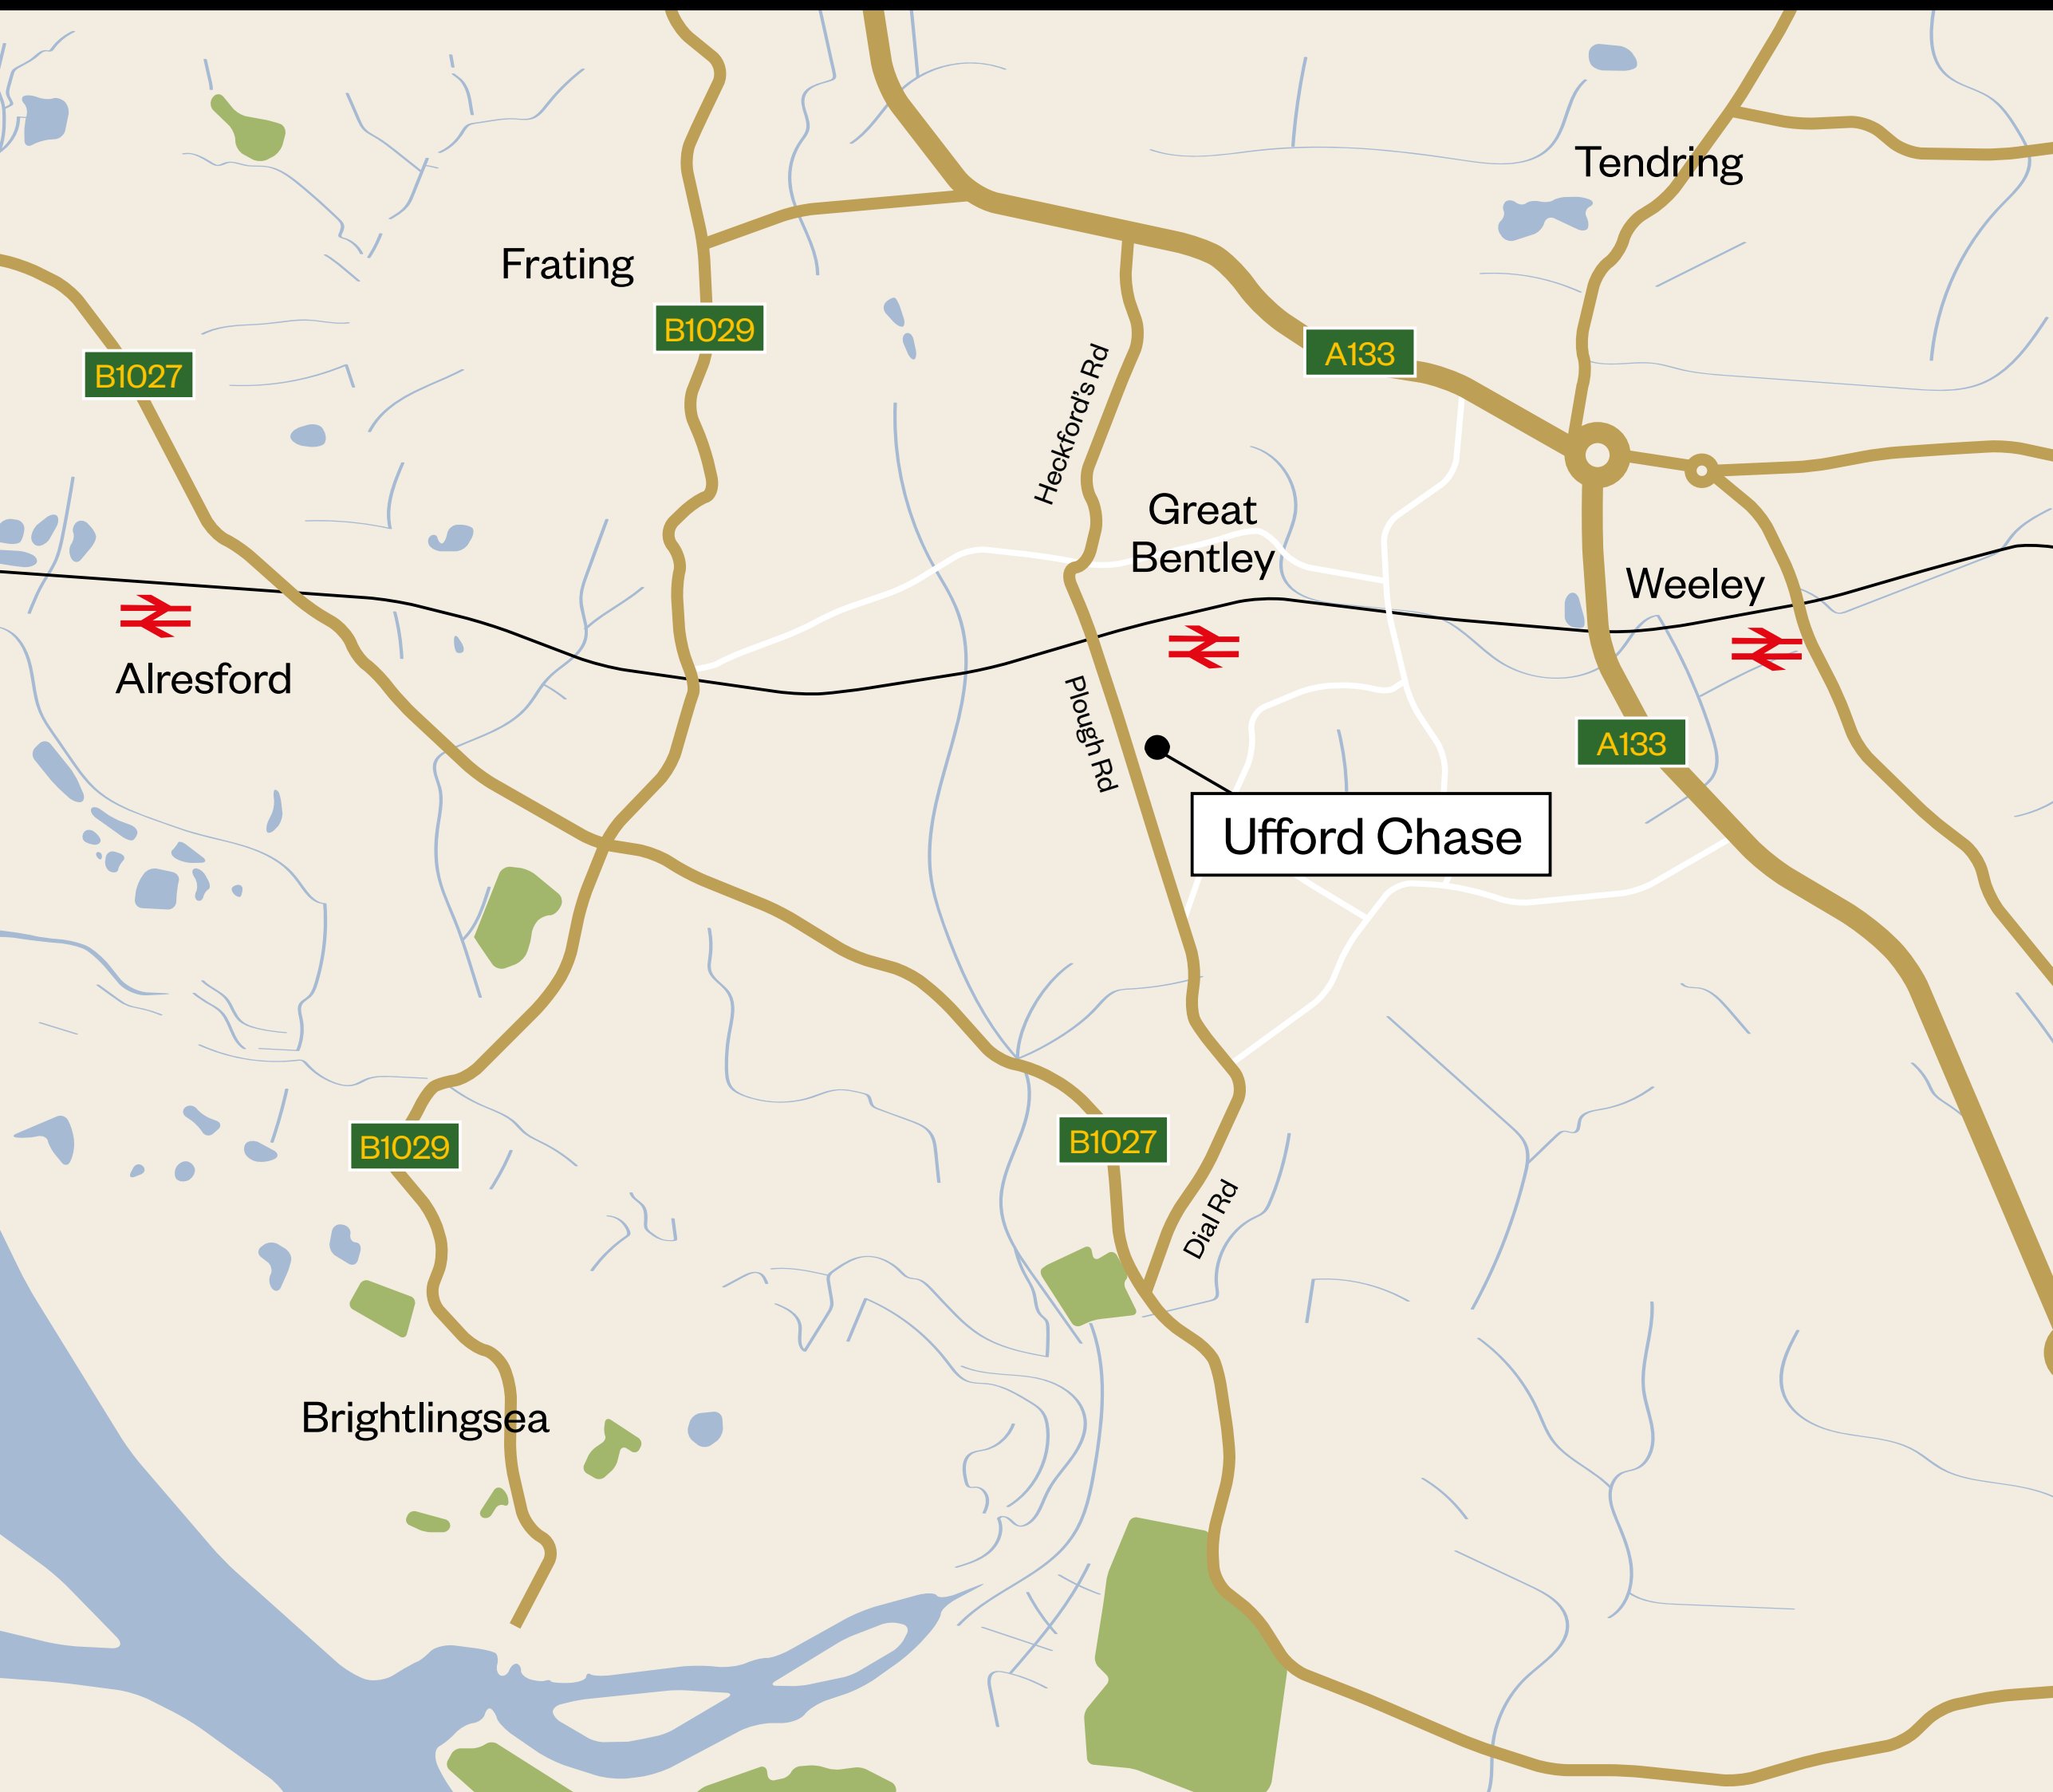 Tendring
Frating
B1029
B1027
A133
Heckford's Rd
Great
Bentley
Weeley
Alresford
Plough Rd
A133
Ufford Chase
B1029
B1027
Dial Rd
Brightlingsea